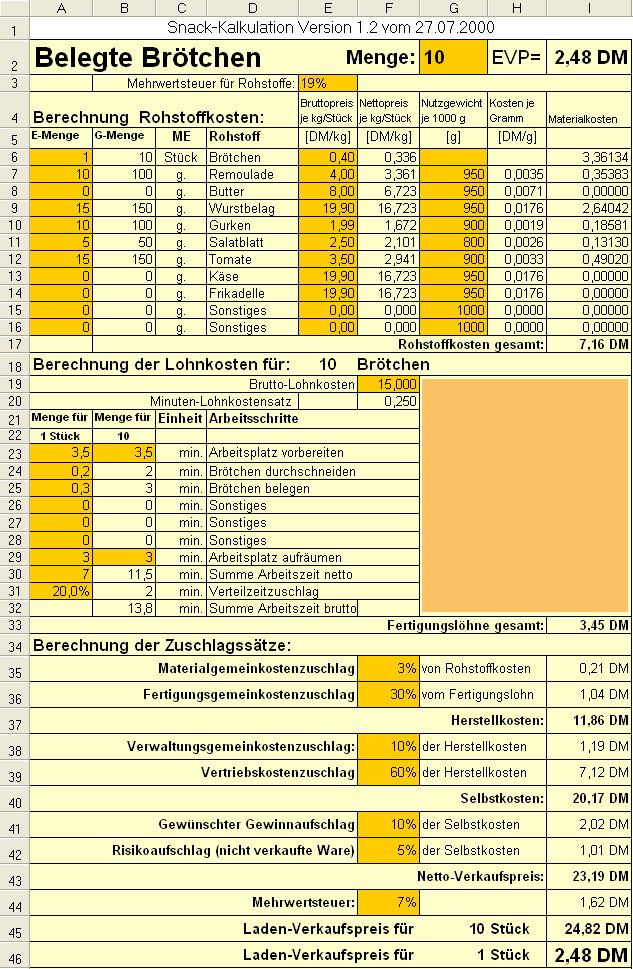 A B C D E F G H I
1 Snack-Kalkulation Version 1.2 vom 27.07.2000
2 Belegte Brötchen Menge: 10 EVP= 2,48 DM
3 Mehrwertsteuer für Rohstoffe: 19%
Bruttopreis Nettopreis Nutzgewicht Kosten je
4 Berechnung Rohstoffkosten: je kg/Stück je kg/Stück je 1000 g Gramm Materialkosten
5 E-Menge G-Menge ME Rohstoff [DM/kg] [DM/kg] [g] [DM/g]
6 1 10 Stück Brötchen 0,40 0,336 3,36134
7 10 100 g. Remoulade 4,00 3,361 950 0,0035 0,35383
8 0 0 g. Butter 8,00 6,723 950 0,0071 0,00000
9 15 150 g. Wurstbelag 19,90 16,723 950 0,0176 2,64042
10 10 100 g. Gurken 1,99 1,672 900 0,0019 0,18581
11 5 50 g. Salatblatt 2,50 2,101 800 0,0026 0,13130
12 15 150 g. Tomate 3,50 2,941 900 0,0033 0,49020
13 0 0 g. Käse 19,90 16,723 950 0,0176 0,00000
14 0 0 g. Frikadelle 19,90 16,723 950 0,0176 0,00000
15 0 0 g. Sonstiges 0,00 0,000 1000 0,0000 0,00000
16 0 0 g. Sonstiges 0,00 0,000 1000 0,0000 0,00000
17 Rohstoffkosten gesamt: 7,16 DM
18 Berechnung der Lohnkosten für: 10 Brötchen
19 Brutto-Lohnkosten 15,000
20 Minuten-Lohnkostensatz 0,250
21 Menge für Menge für Einheit Arbeitsschritte
22 1 Stück 10
23 3,5 3,5 min. Arbeitsplatz vorbereiten
24 0,2 2 min. Brötchen durchschneiden
25 0,3 3 min. Brötchen belegen
26 0 0 min. Sonstiges
27 0 0 min. Sonstiges
28 0 0 min. Sonstiges
29 3 3 min. Arbeitsplatz aufräumen
30 7 11,5 min. Summe Arbeitszeit netto
31 20,0% 2 min. Verteilzeitzuschlag
32 13,8 min. Summe Arbeitszeit brutto
33 Fertigungslöhne gesamt: 3,45 DM
34 Berechnung der Zuschlagssätze:
35 Materialgemeinkostenzuschlag 3% von Rohstoffkosten 0,21 DM
36 Fertigungsgemeinkostenzuschlag 30% vom Fertigungslohn 1,04 DM
37 Herstellkosten: 11,86 DM
38 Verwaltungsgemeinkostenzuschlag: 10% der Herstellkosten 1,19 DM
39 Vertriebskostenzuschlag 60% der Herstellkosten 7,12 DM
40 Selbstkosten: 20,17 DM
41 Gewünschter Gewinnaufschlag 10% der Selbstkosten 2,02 DM
42 Risikoaufschlag (nicht verkaufte Ware) 5% der Selbstkosten 1,01 DM
43 Netto-Verkaufspreis: 23,19 DM
44 Mehrwertsteuer: 7% 1,62 DM
45 Laden-Verkaufspreis für 10 Stück 24,82 DM
46 Laden-Verkaufspreis für 1 Stück 2,48 DM